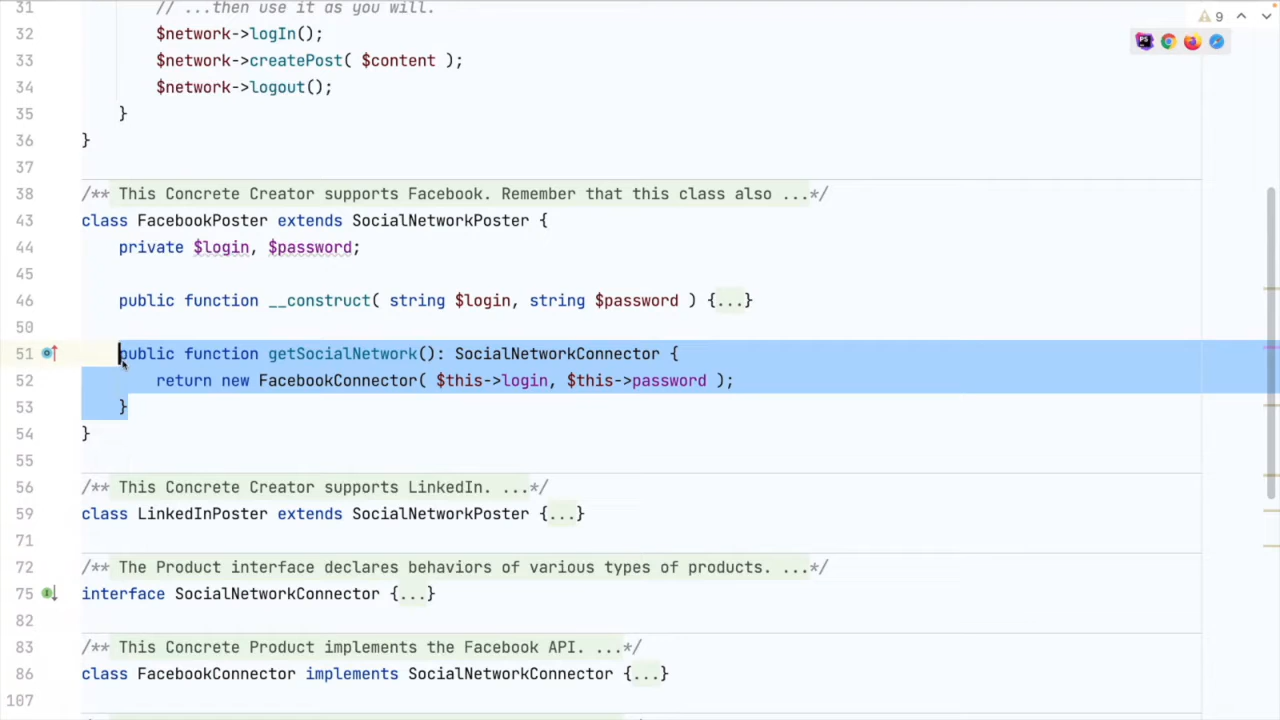 31 // ...then use it as you will.
32 $network->logIn();
33 $network->createPost( $content );
34 $network->logout();
35 }
36 }
37
38 /** This Concrete Creator supports Facebook. Remember that this class also ...*/
43 class FacebookPoster extends SocialNetworkPoster {
44 private $login, $password;
45
46 public function __construct( string $login, string $password ) {...}
50
51 public function getSocialNetwork(): SocialNetworkConnector {
52 return new FacebookConnector( $this->login, $this->password );
53 }
54 }
55
56 /** This Concrete Creator supports LinkedIn. ...*/
59 class LinkedInPoster extends SocialNetworkPoster {...}
71
72 /** The Product interface declares behaviors of various types of products. ...*/
75 interface SocialNetworkConnector {...}
82
83 /** This Concrete Product implements the Facebook API. ...*/
86 class FacebookConnector implements SocialNetworkConnector {...}
107
9
PS